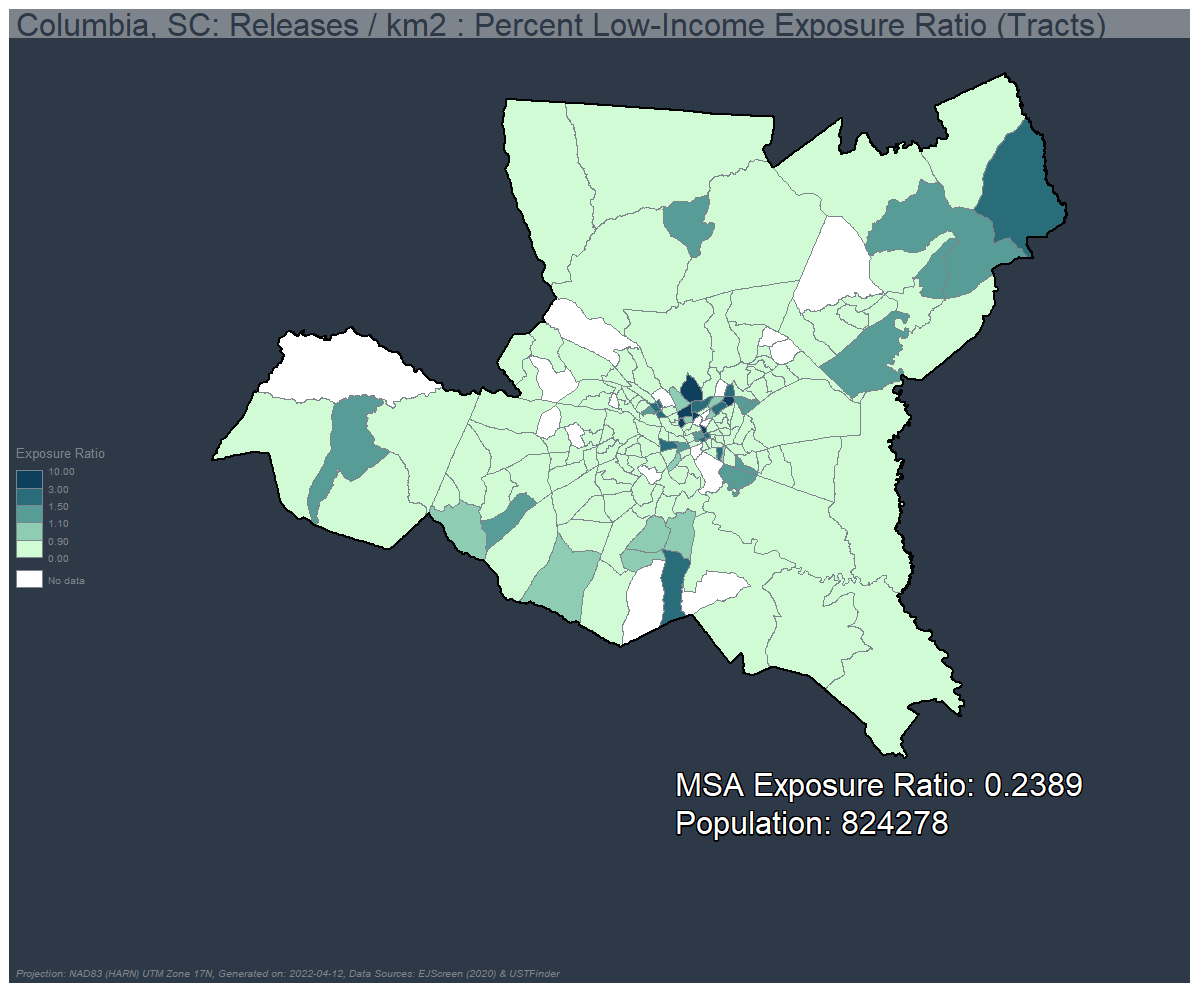 Columbia, SC: Releases / km2 : Percent Low-Income Exposure Ratio (Tracts)
Exposure Ratio
10.00
3.00
1.50
1.10
0.90
0.00
No data
MSA Exposure Ratio: 0.2389
Population: 824278
Projection: NAD83 (HARN) UTM Zone 17N, Generated on: 2022-04-12, Data Sources: EJScreen (2020) & USTFinder